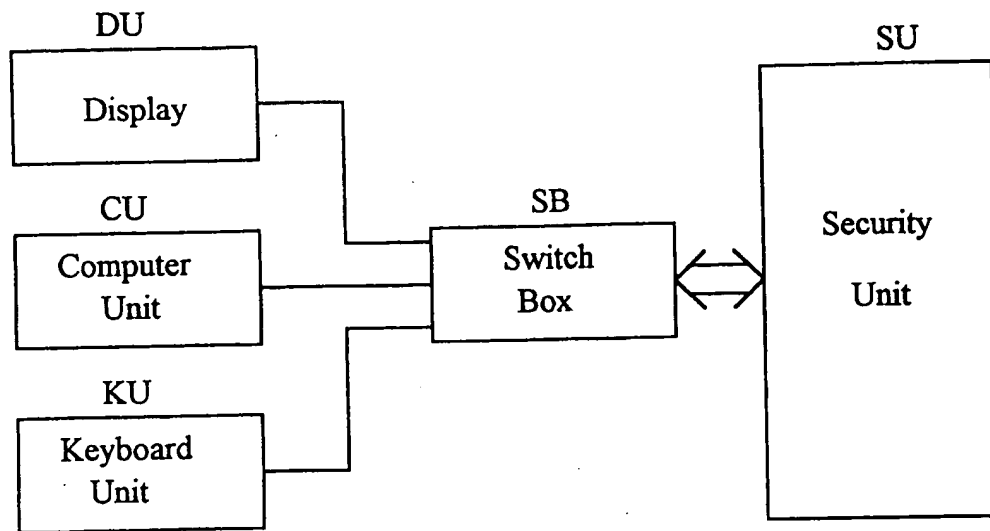 DU
Display
CU
Computer
Unit
KU
Keyboard
Unit
SB
Switch
Box
SU
Security
Unit